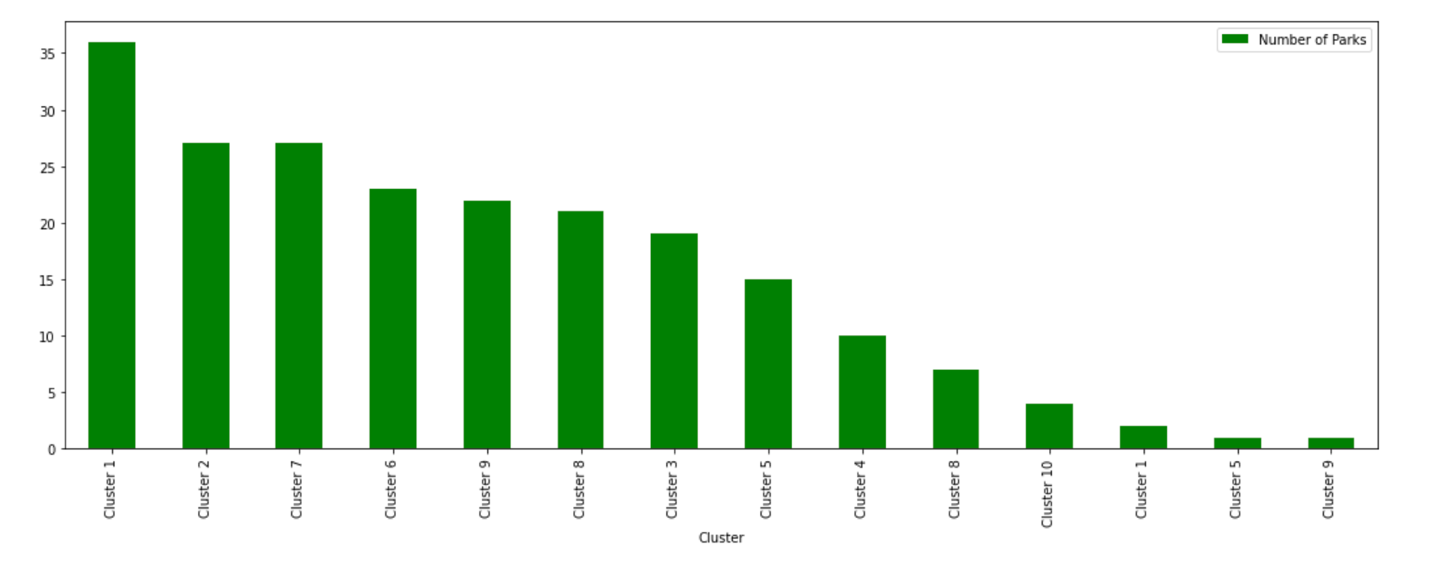 Number of Parks
35
30
25
20
15
10
5
0
Cluster 1
Cluster 2
Cluster 7
Cluster 6
Cluster 9
Cluster 8
Cluster 3
Cluster 5
Cluster 4
Cluster 8
Cluster 10
Cluster 1
Cluster 5
Cluster 9
Cluster